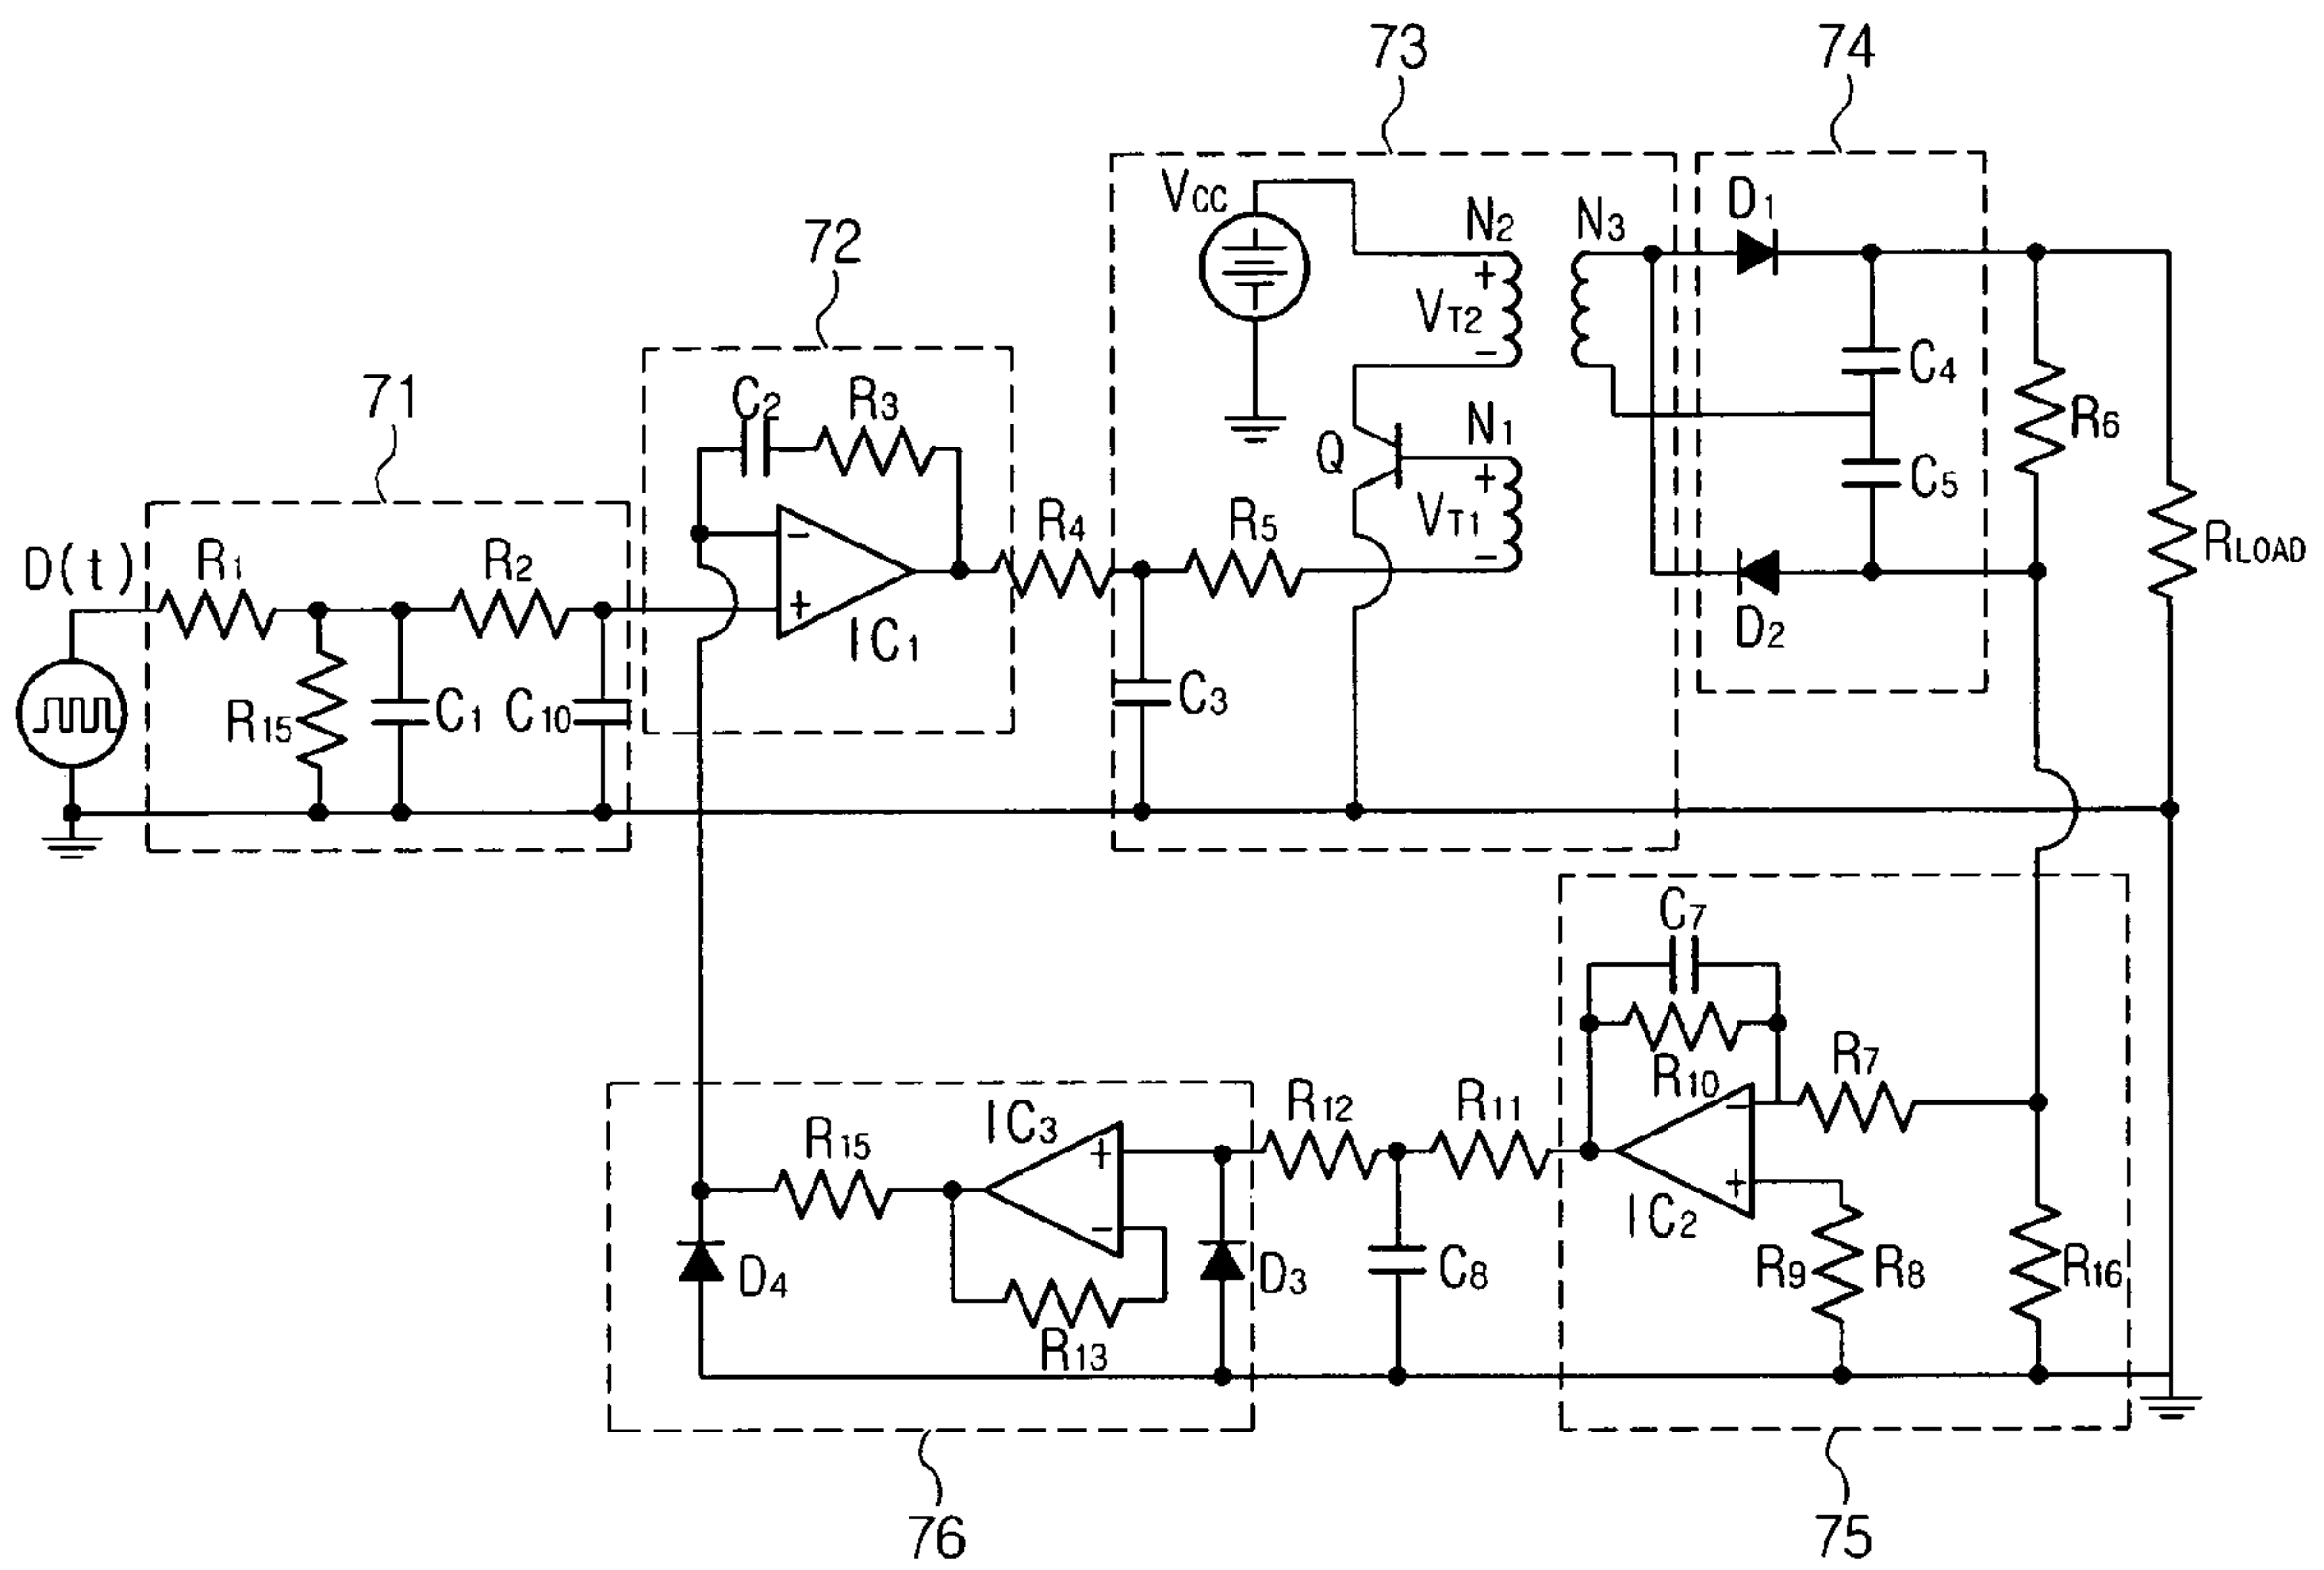 73
74
VCC
N2
N3
D1
72
+
VT2
−
C4
R6
71
C2
R3
Q
N1
+
VT1
−
C5
D(t)
R1
R2
−
+
IC1
R4
R5
RLOAD
D2
R15
C1
C10
C3
C7
R10
R7
−
+
IC2
R9
R8
R16
R15
IC3
+
−
R12
R11
D4
D3
C8
R13
76
75